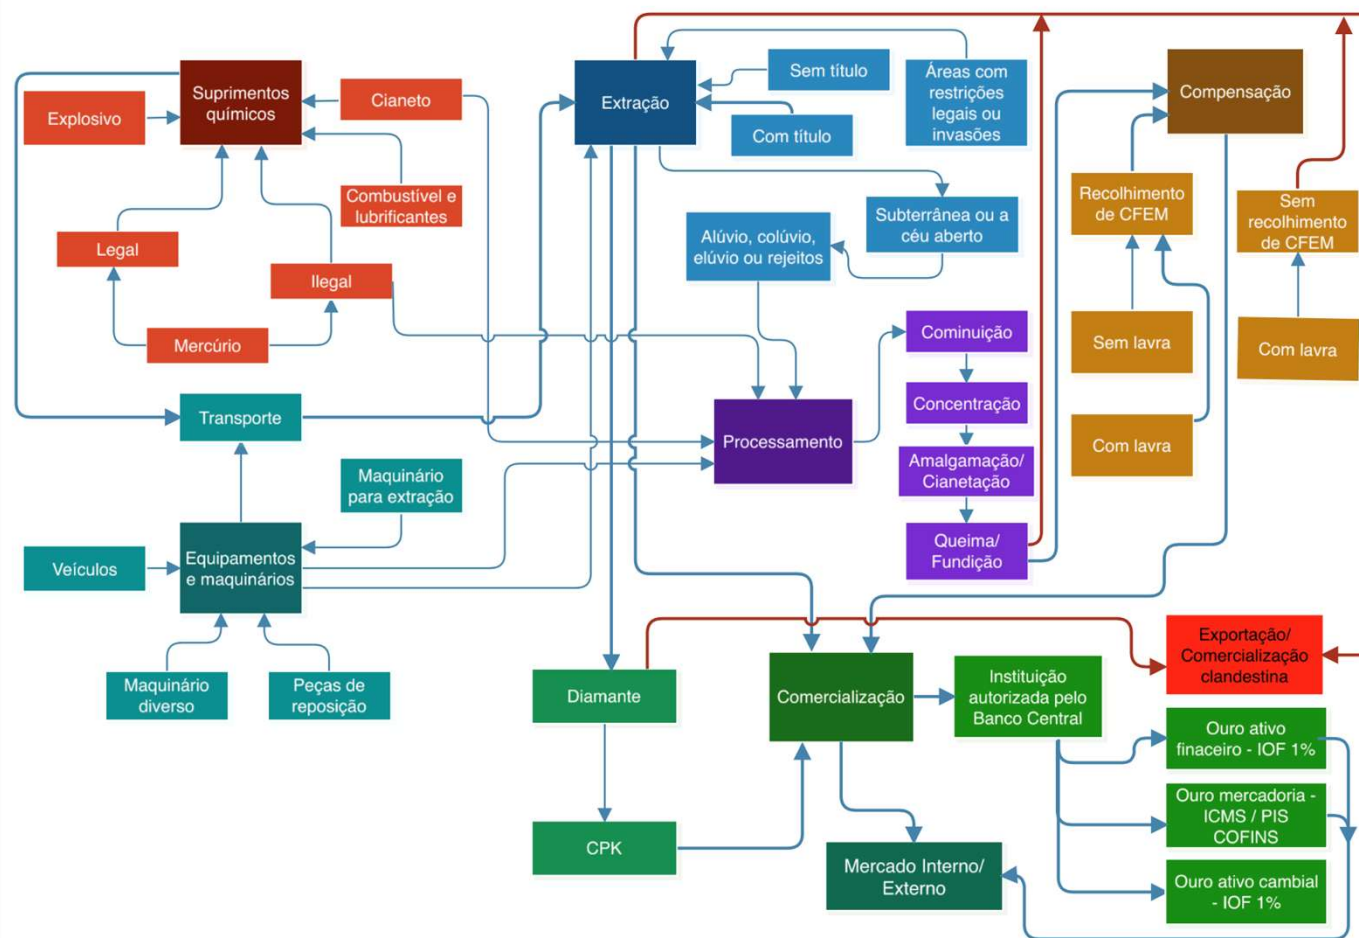 Suprimentos
químicos
Explosivo
Cianeto
Combustível e
lubrificantes
Legal
Ilegal
Mercúrio
Transporte
Maquinário
para extração
Veículos
Equipamentos
e maquinários
Maquinário
diverso
Peças de
reposição
Extração
Sem título
Com título
Áreas com
restrições
legais ou
invasões
Subterrânea ou a
céu aberto
Alúvio, colúvio,
elúvio ou rejeitos
Processamento
Cominuição
Concentração
Amalgamação/
Cianetação
Queima/
Fundição
Compensação
Recolhimento
de CFEM
Sem
recolhimento
de CFEM
Sem lavra
Com lavra
Com lavra
Diamante
CPK
Comercialização
Instituição
autorizada pelo
Banco Central
Exportação/
Comercialização
clandestina
Ouro ativo
finaceiro - IOF 1%
Ouro mercadoria -
ICMS / PIS
COFINS
Ouro ativo cambial
- IOF 1%
Mercado Interno/
Externo